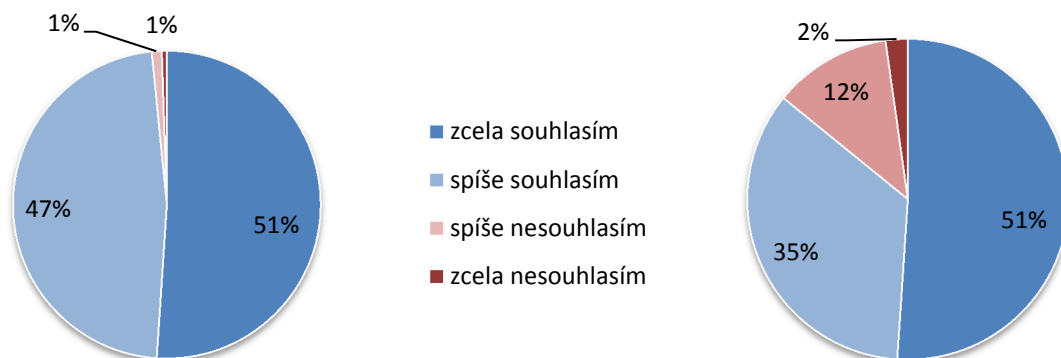 1%
1%
47%
51%
zcela souhlasím
spíše souhlasím
spíše nesouhlasím
zcela nesouhlasím
2%
12%
35%
51%